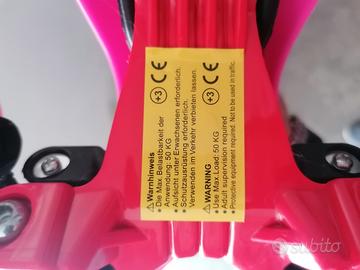 +3 CE
⚠Warnhinweis
• Die Max Belastbarkeit der
Anwendung: 50 KG
• Aufsicht unter Erwachsenen erforderlich.
• Schutzausrüstung erforderlich.
Verwenden im Verkehr verbieten lassen.
+3 CE
⚠WARNING
• Use Max.Load: 50 KG
• Adult supervision required
• Protective equipment required. Not to be used in traffic.
subito